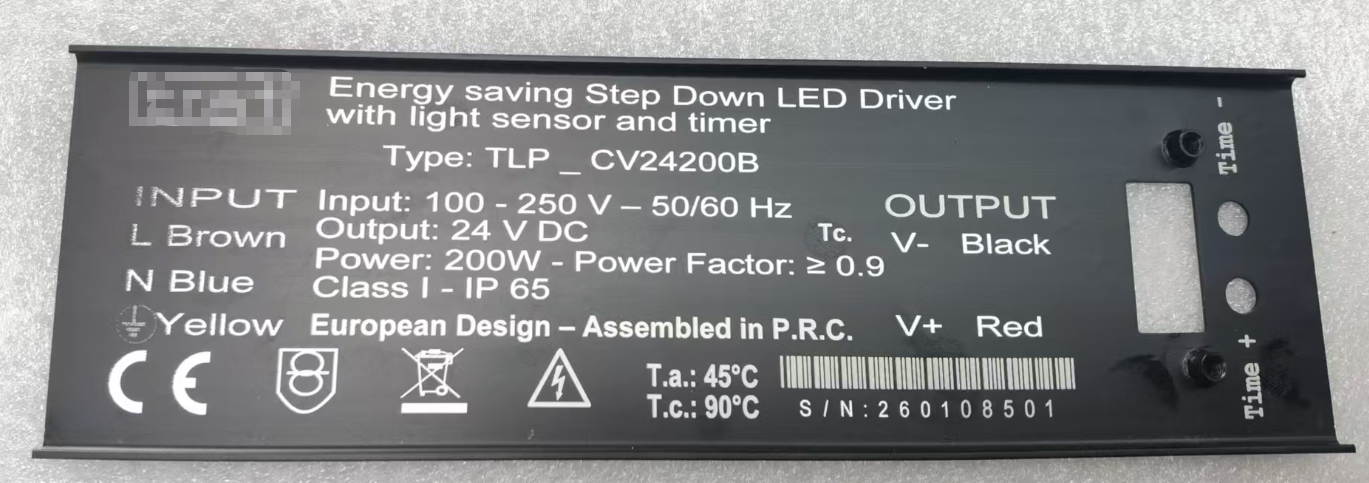 Energy saving Step Down LED Driver
with light sensor and timer
Type: TLP _ CV24200B
INPUT
L Brown
N Blue
Yellow
Input: 100 - 250 V – 50/60 Hz
Output: 24 V DC
Power: 200W - Power Factor: ≥ 0.9
Class I - IP 65
European Design – Assembled in P.R.C.
Tc.
OUTPUT
V- Black
V+ Red
CE
T.a.: 45°C
T.c.: 90°C
S/N:260108501
Time -
Time +